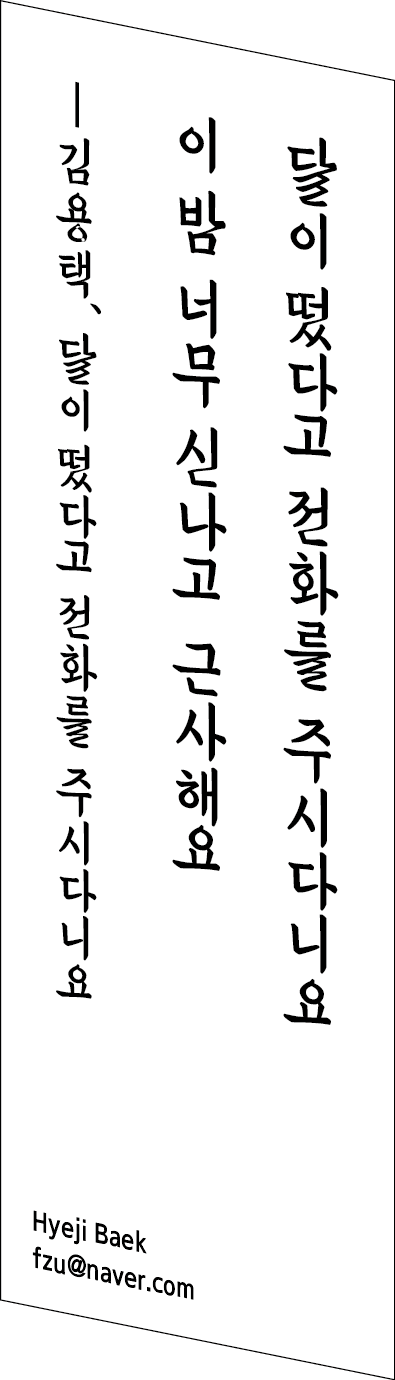 달이 떴다고 전화를 주시다니요
이 밤 너무 신나고 근사해요
—김용택, 달이 떴다고 전화를 주시다니요
Hyeji Baek
fzu@naver.com